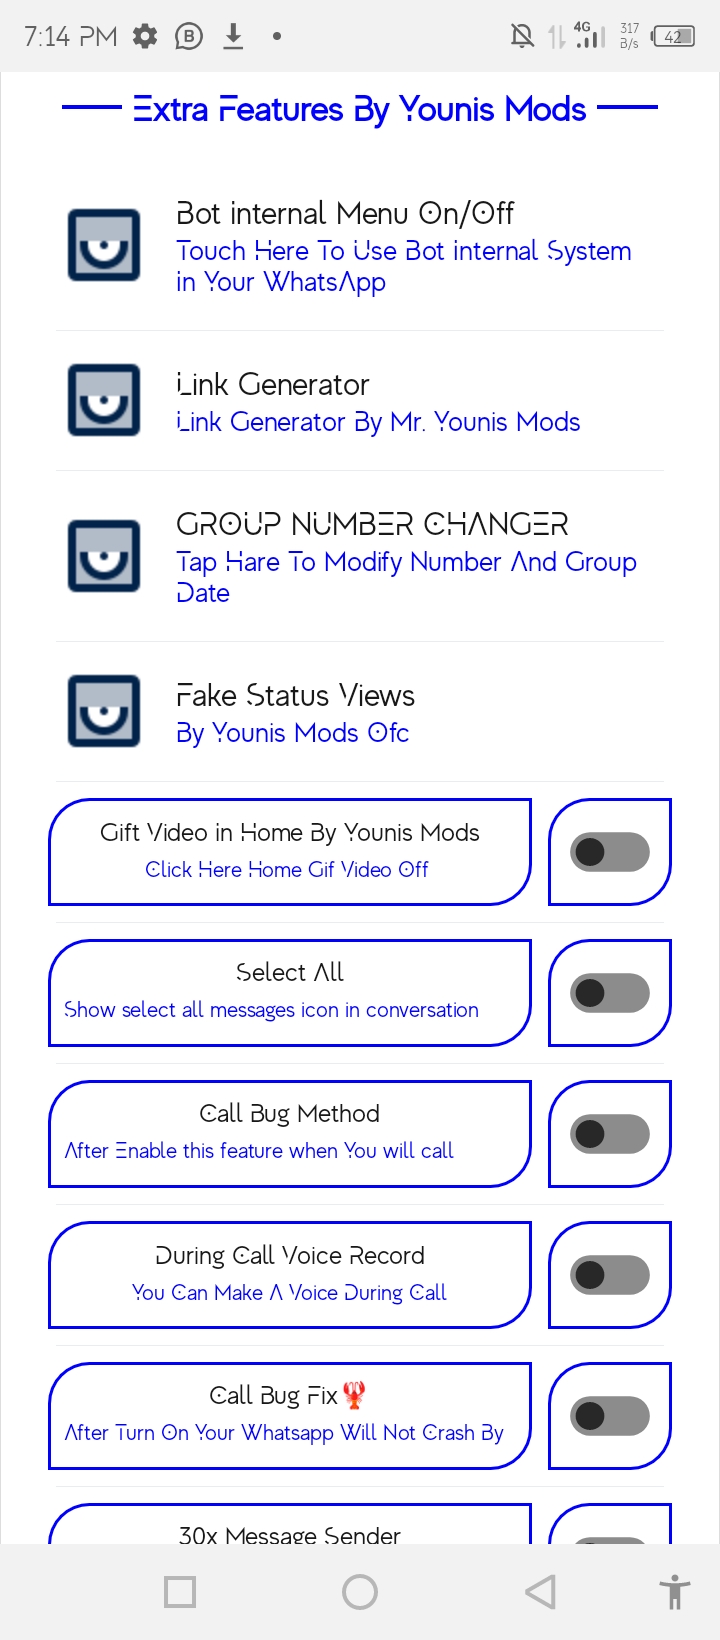 7:14 PM
4G
317
B/s
42
Extra Features By Younis Mods
Bot internal Menu On/Off
Touch Here To Use Bot internal System
in Your WhatsApp
Link Generator
Link Generator By Mr. Younis Mods
GROUP NUMBER CHANGER
Tap Hare To Modify Number And Group
Date
Fake Status Views
By Younis Mods Ofc
Gift Video in Home By Younis Mods
Click Here Home Gif Video Off
Select All
Show select all messages icon in conversation
Call Bug Method
After Enable this feature when You will call
During Call Voice Record
You Can Make A Voice During Call
Call Bug Fix🦞
After Turn On Your Whatsapp Will Not Crash By
30x Message Sender